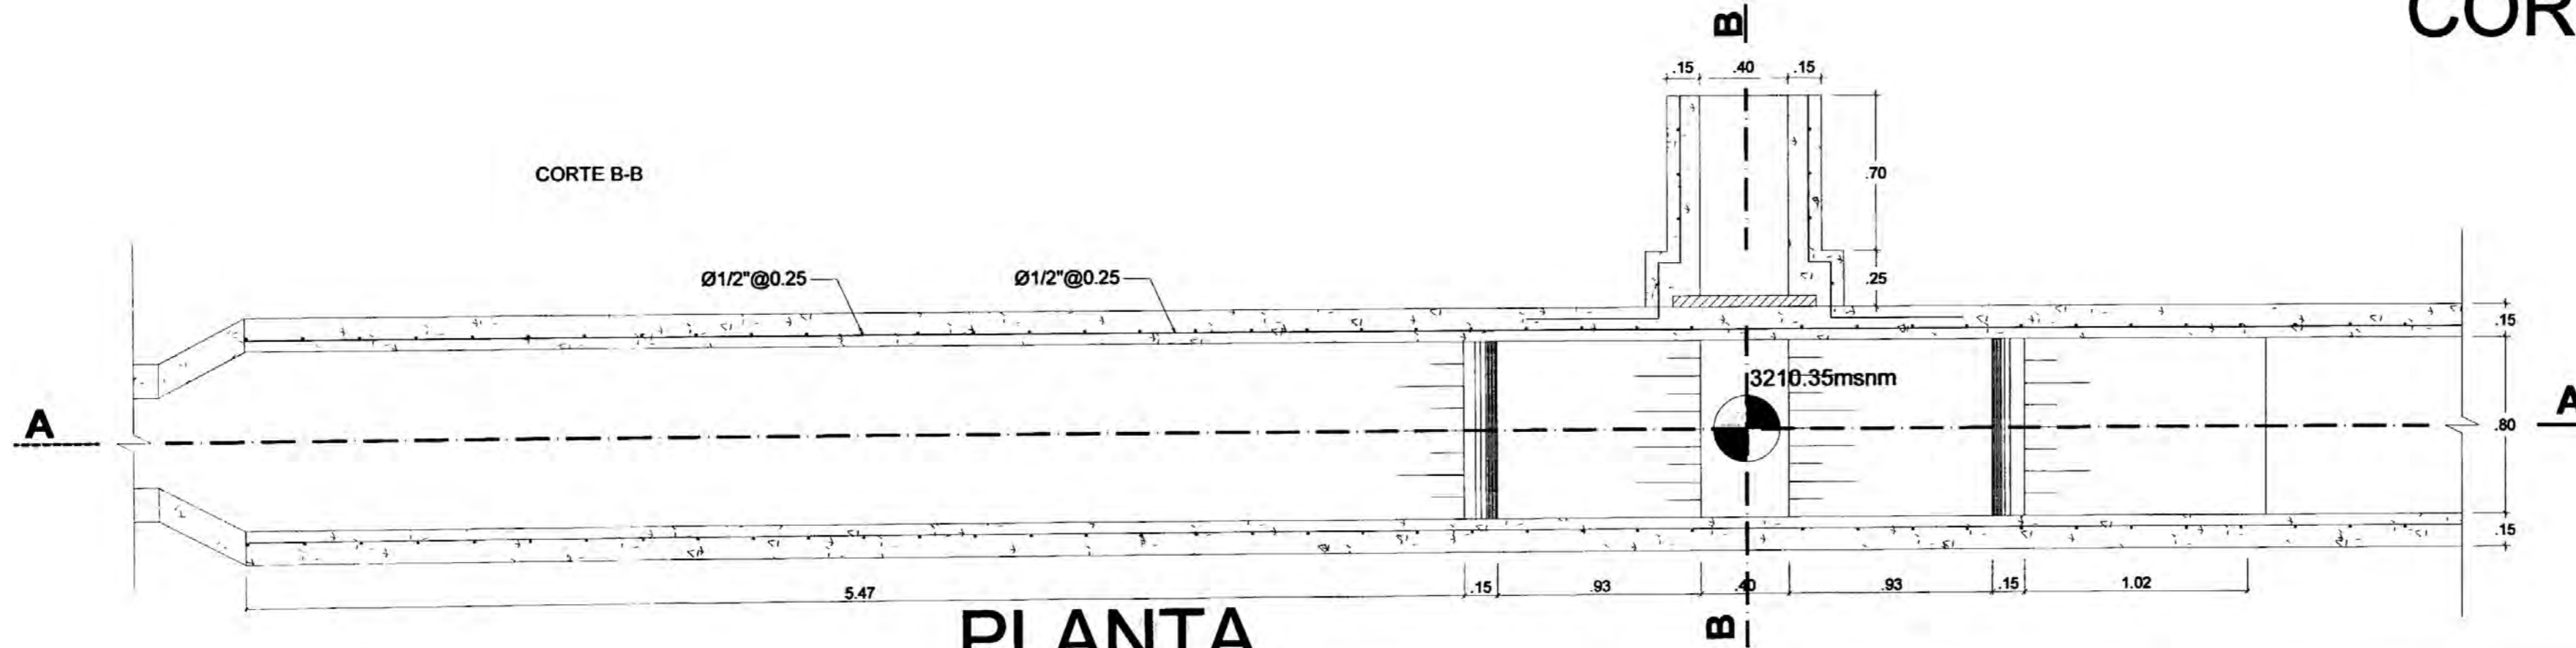 COR
B
.15 .40 .15
CORTE B-B
.70
Ø1/2"@0.25
Ø1/2"@0.25
.25
.15
3210.35msnm
A
A
.80
.15
5.47
.15
.93
.40
.93
.15
1.02
PLANTA
B